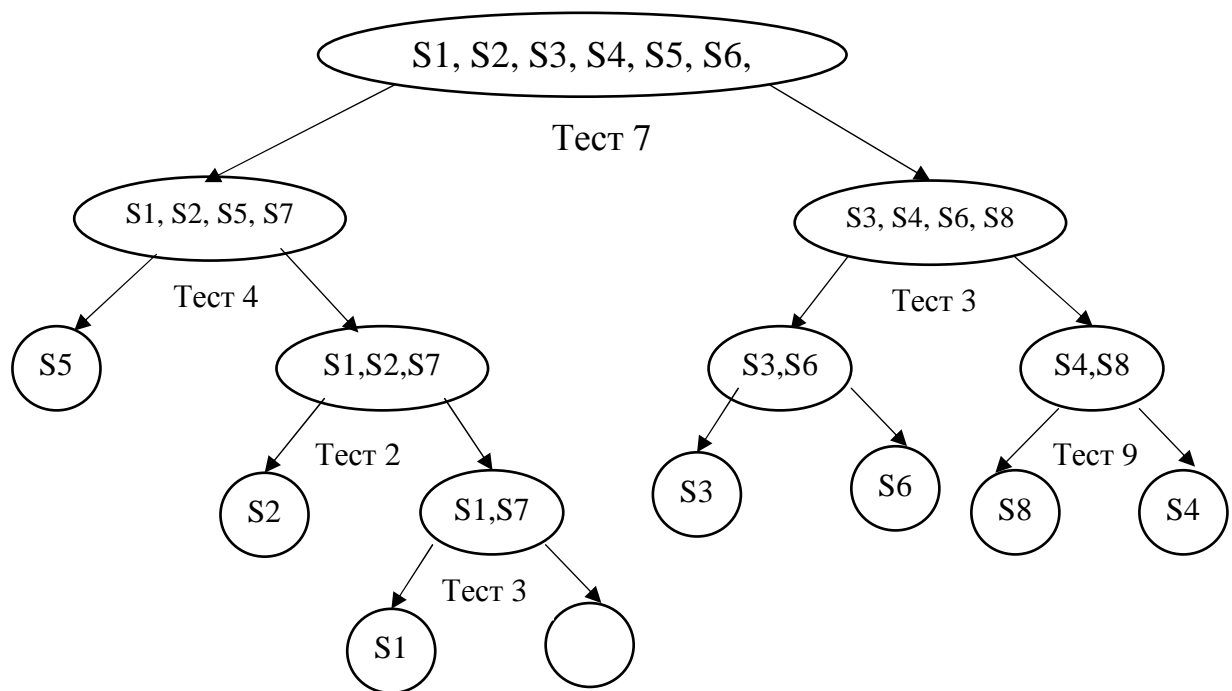 S1, S2, S3, S4, S5, S6,
Тест 7
S1, S2, S5, S7
S3, S4, S6, S8
Тест 4
Тест 3
S5
S1,S2,S7
S3,S6
S4,S8
Тест 2
Тест 9
S2
S1,S7
S3
S6
S8
S4
Тест 3
S1